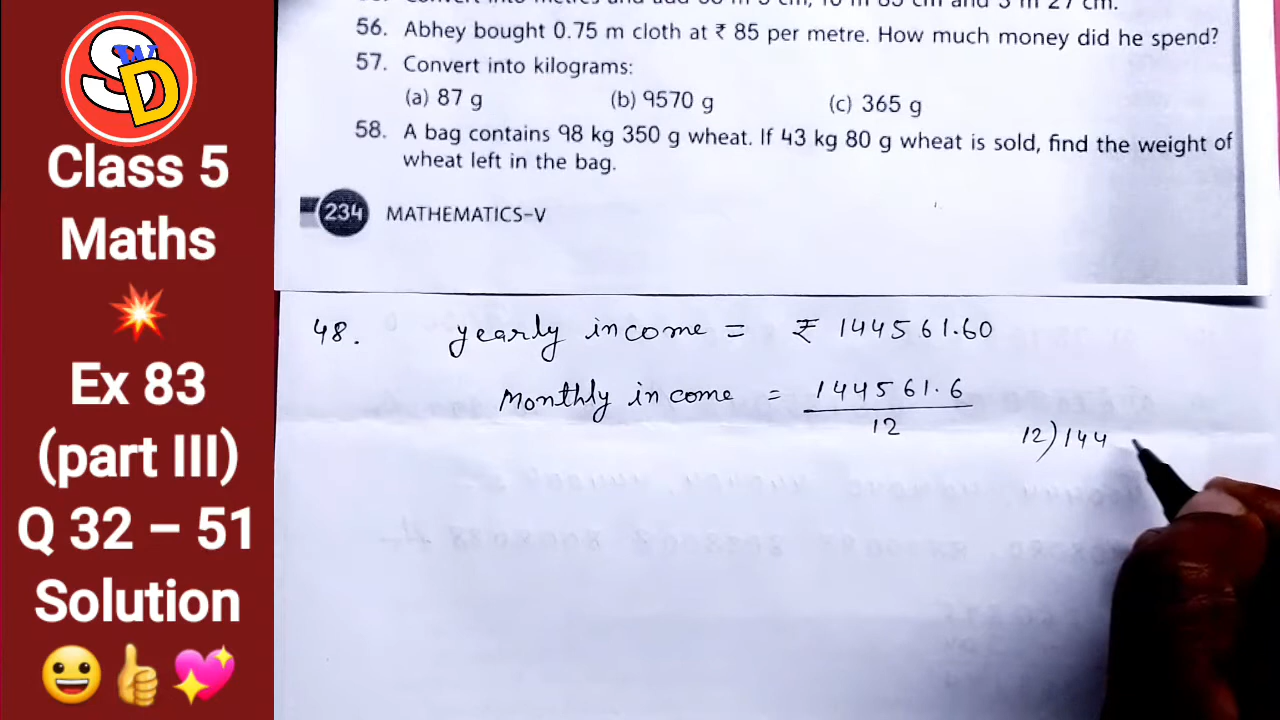 SWD
Class 5
Maths
Ex 83
(part III)
Q 32 – 51
Solution
56. Abhey bought 0.75 m cloth at ₹ 85 per metre. How much money did he spend?
57. Convert into kilograms:
(a) 87 g (b) 9570 g (c) 365 g
58. A bag contains 98 kg 350 g wheat. If 43 kg 80 g wheat is sold, find the weight of
wheat left in the bag.
234 MATHEMATICS–V
48. yearly income = ₹ 144561.60
Monthly income = 144561.6
12
12)144